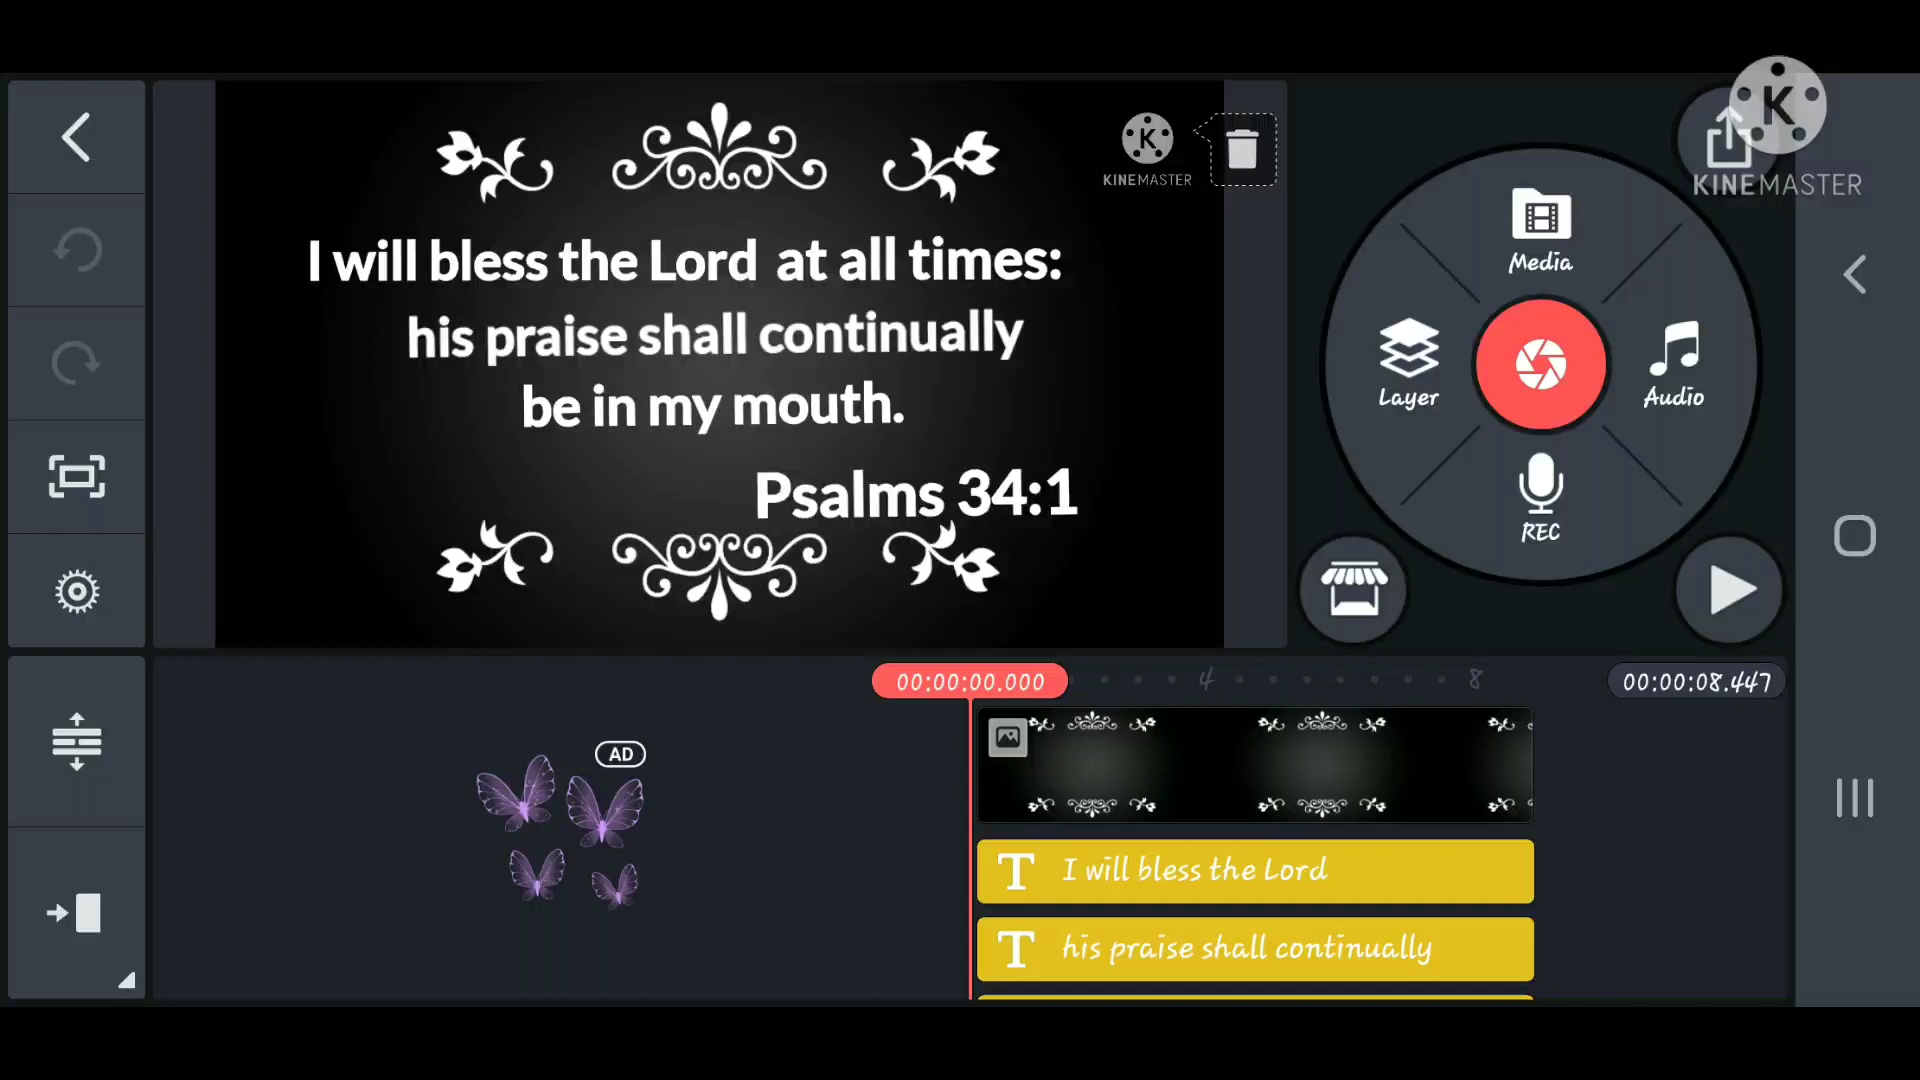 I will bless the Lord at all times:
his praise shall continually
be in my mouth.
Psalms 34:1
KINEMASTER
K
Media
Layer
Audio
REC
K
KINEMASTER
00:00:00.000
4
8
00:00:08.447
AD
T I will bless the Lord
T his praise shall continually